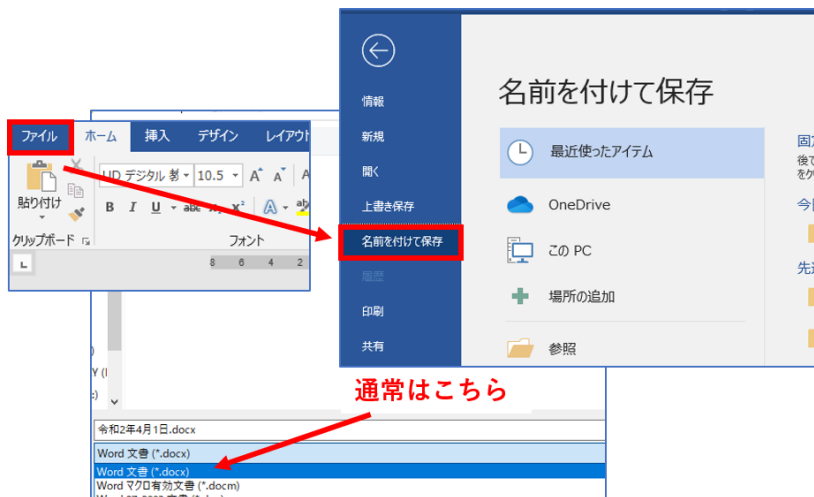 ファイル ホーム 挿入 デザイン レイアウト
UD デジタル 教 10.5 A A A
貼り付け
B I U abc x, x² A ab
クリップボード フォント
8 6 4 2
情報
新規
開く
上書き保存
名前を付けて保存
履歴
印刷
共有
名前を付けて保存
最近使ったアイテム
OneDrive
この PC
場所の追加
参照
後で
今
先
Y (
:)
通常はこちら
令和2年4月1日.docx
Word 文書 (*.docx)
Word 文書 (*.docx)
Word マクロ有効文書 (*.docm)